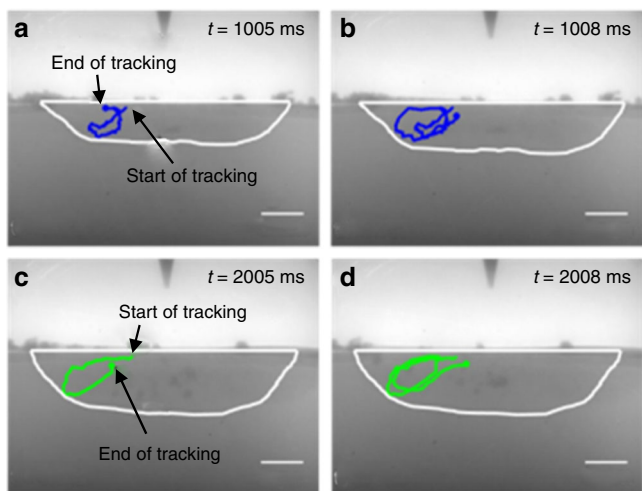 a
t = 1005 ms
End of tracking
Start of tracking
b
t = 1008 ms
c
t = 2005 ms
Start of tracking
End of tracking
d
t = 2008 ms